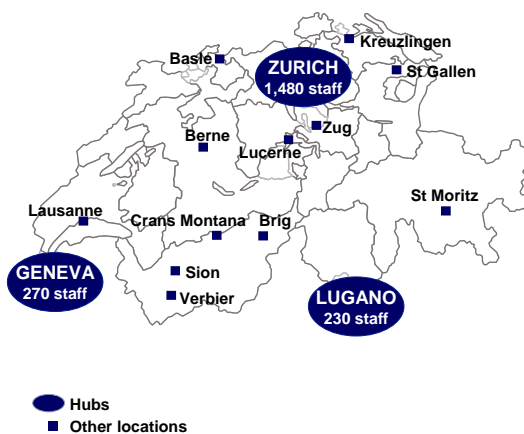 Kreuzlingen
Basle
ZURICH
1,480 staff
St Gallen
Zug
Berne
Lucerne
St Moritz
Lausanne
Crans Montana
Brig
GENEVA
270 staff
Sion
Verbier
LUGANO
230 staff
Hubs
Other locations